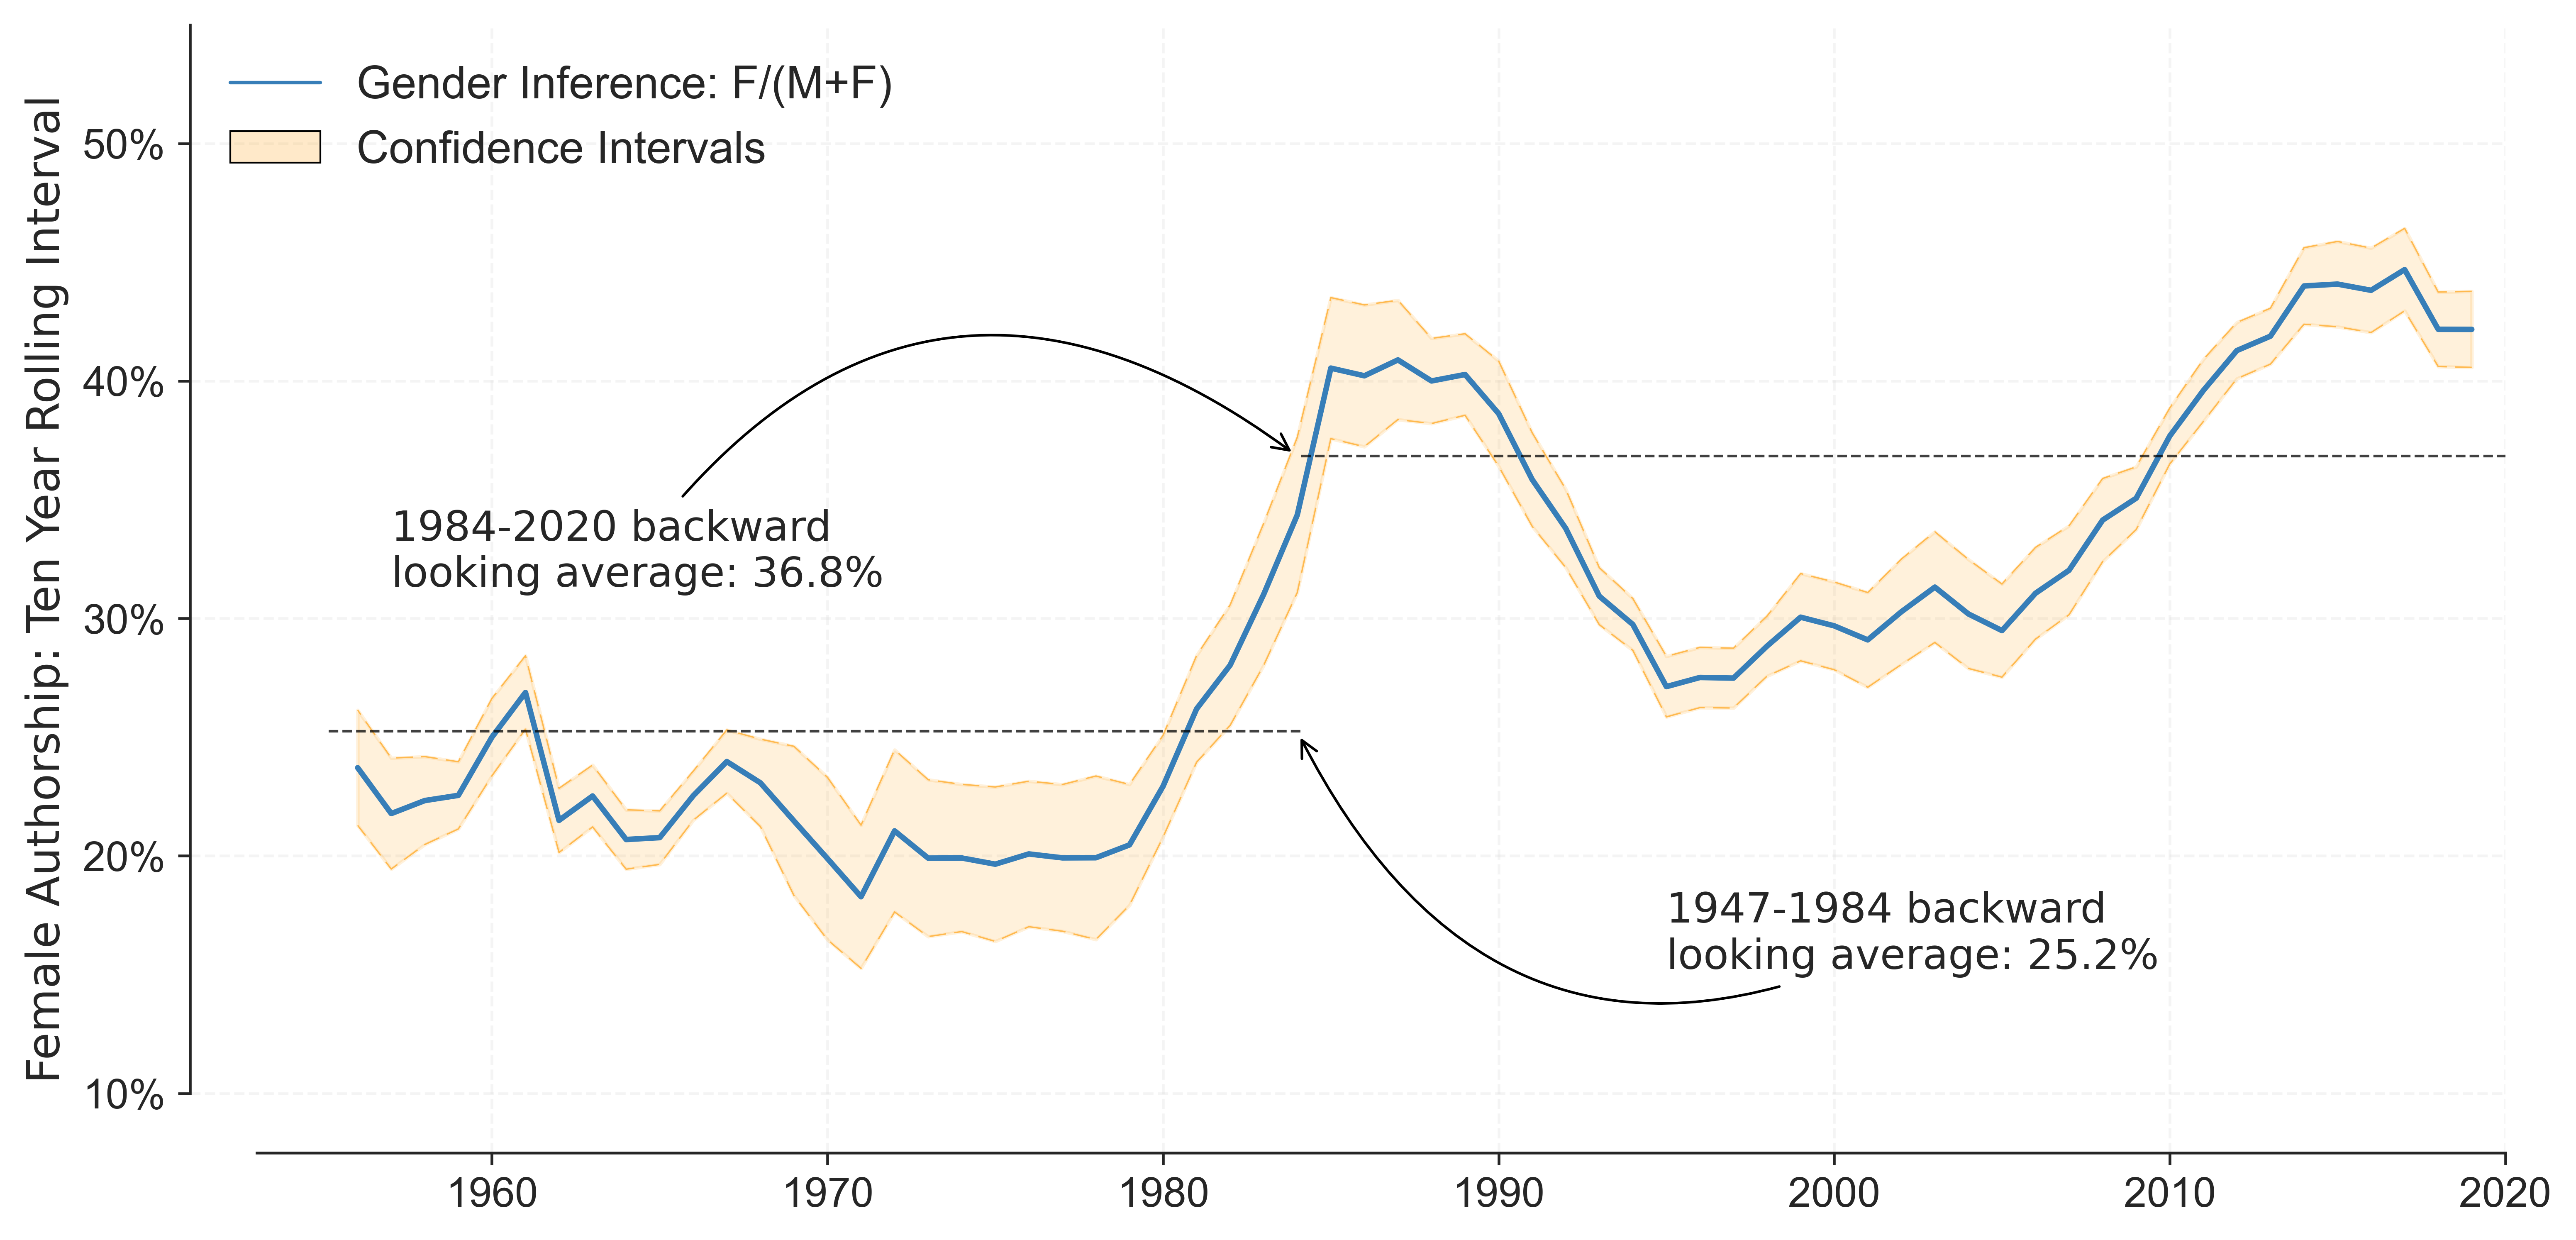 Gender Inference: F/(M+F)
Confidence Intervals
Female Authorship: Ten Year Rolling Interval
50%
40%
30%
20%
10%
1984-2020 backward
looking average: 36.8%
1947-1984 backward
looking average: 25.2%
1960
1970
1980
1990
2000
2010
2020